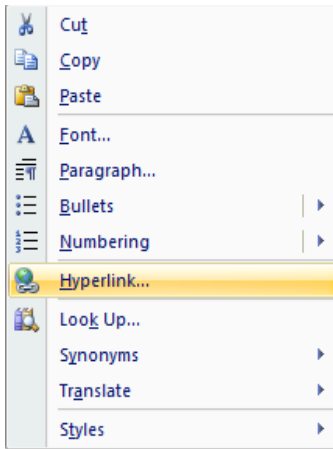 Cut
Copy
Paste
Font...
Paragraph...
Bullets
Numbering
Hyperlink...
Look Up...
Synonyms
Translate
Styles